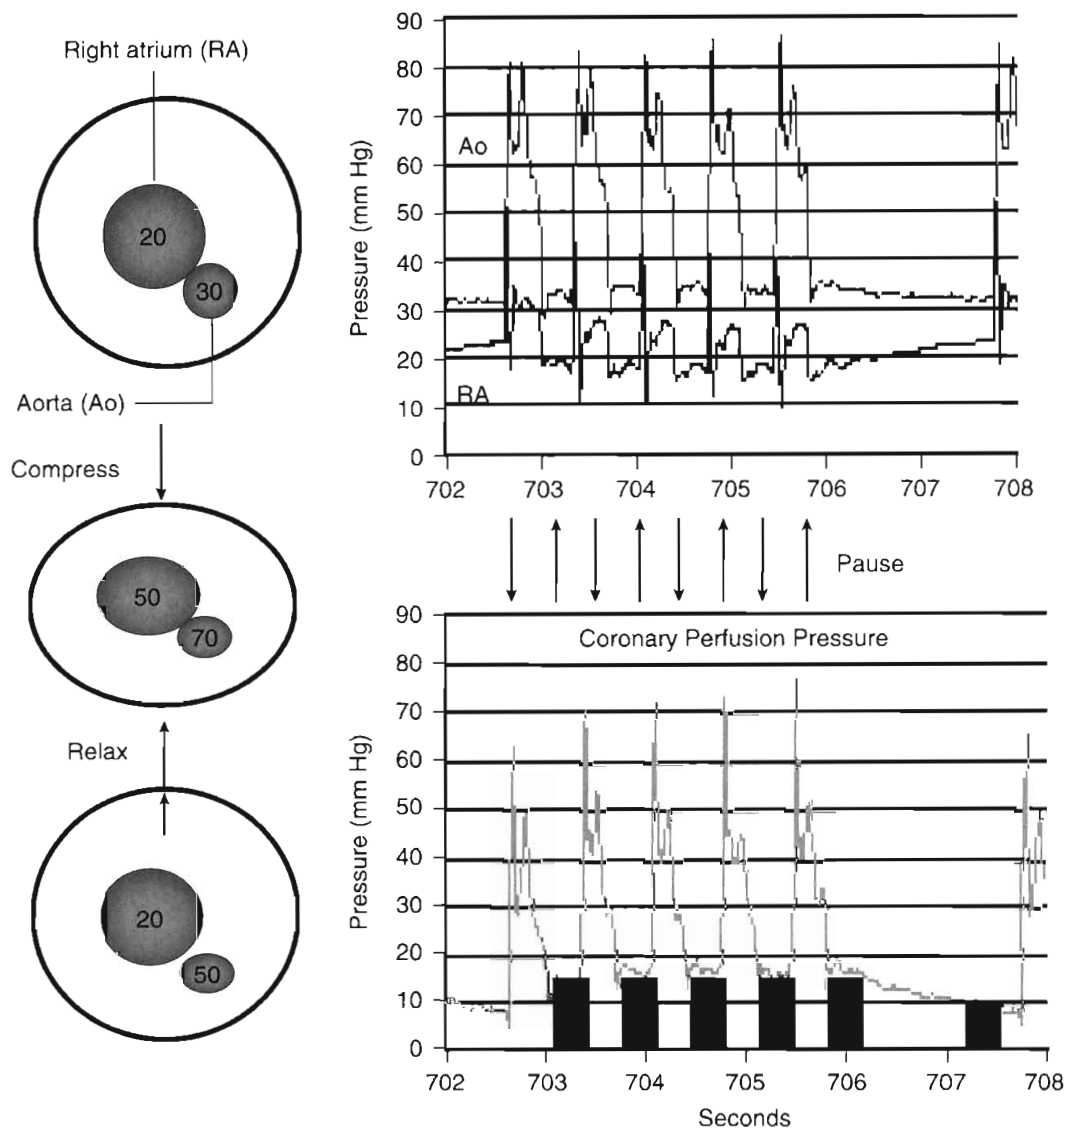 Right atrium (RA)
20
30
Aorta (Ao)
Compress
50
70
Relax
20
50
90
80
70
60
50
40
30
20
10
0
Pressure (mm Hg)
Ao
RA
702 703 704 705 706 707 708
Pause
Coronary Perfusion Pressure
90
80
70
60
50
40
30
20
10
0
Pressure (mm Hg)
702 703 704 705 706 707 708
Seconds